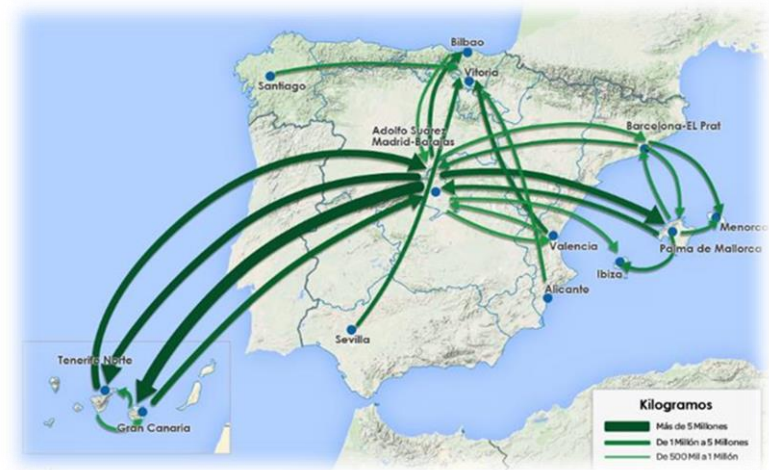 Bilbao
Vitoria
Santiago
Adolfo Suárez
Madrid-Barajas
Barcelona-EL Prat
Menorca
Palma de Mallorca
Valencia
Ibiza
Alicante
Sevilla
Tenerife Norte
Gran Canaria
Kilogramos
Más de 5 Millones
De 1 Millón a 5 Millones
De 500 Mil a 1 Millón